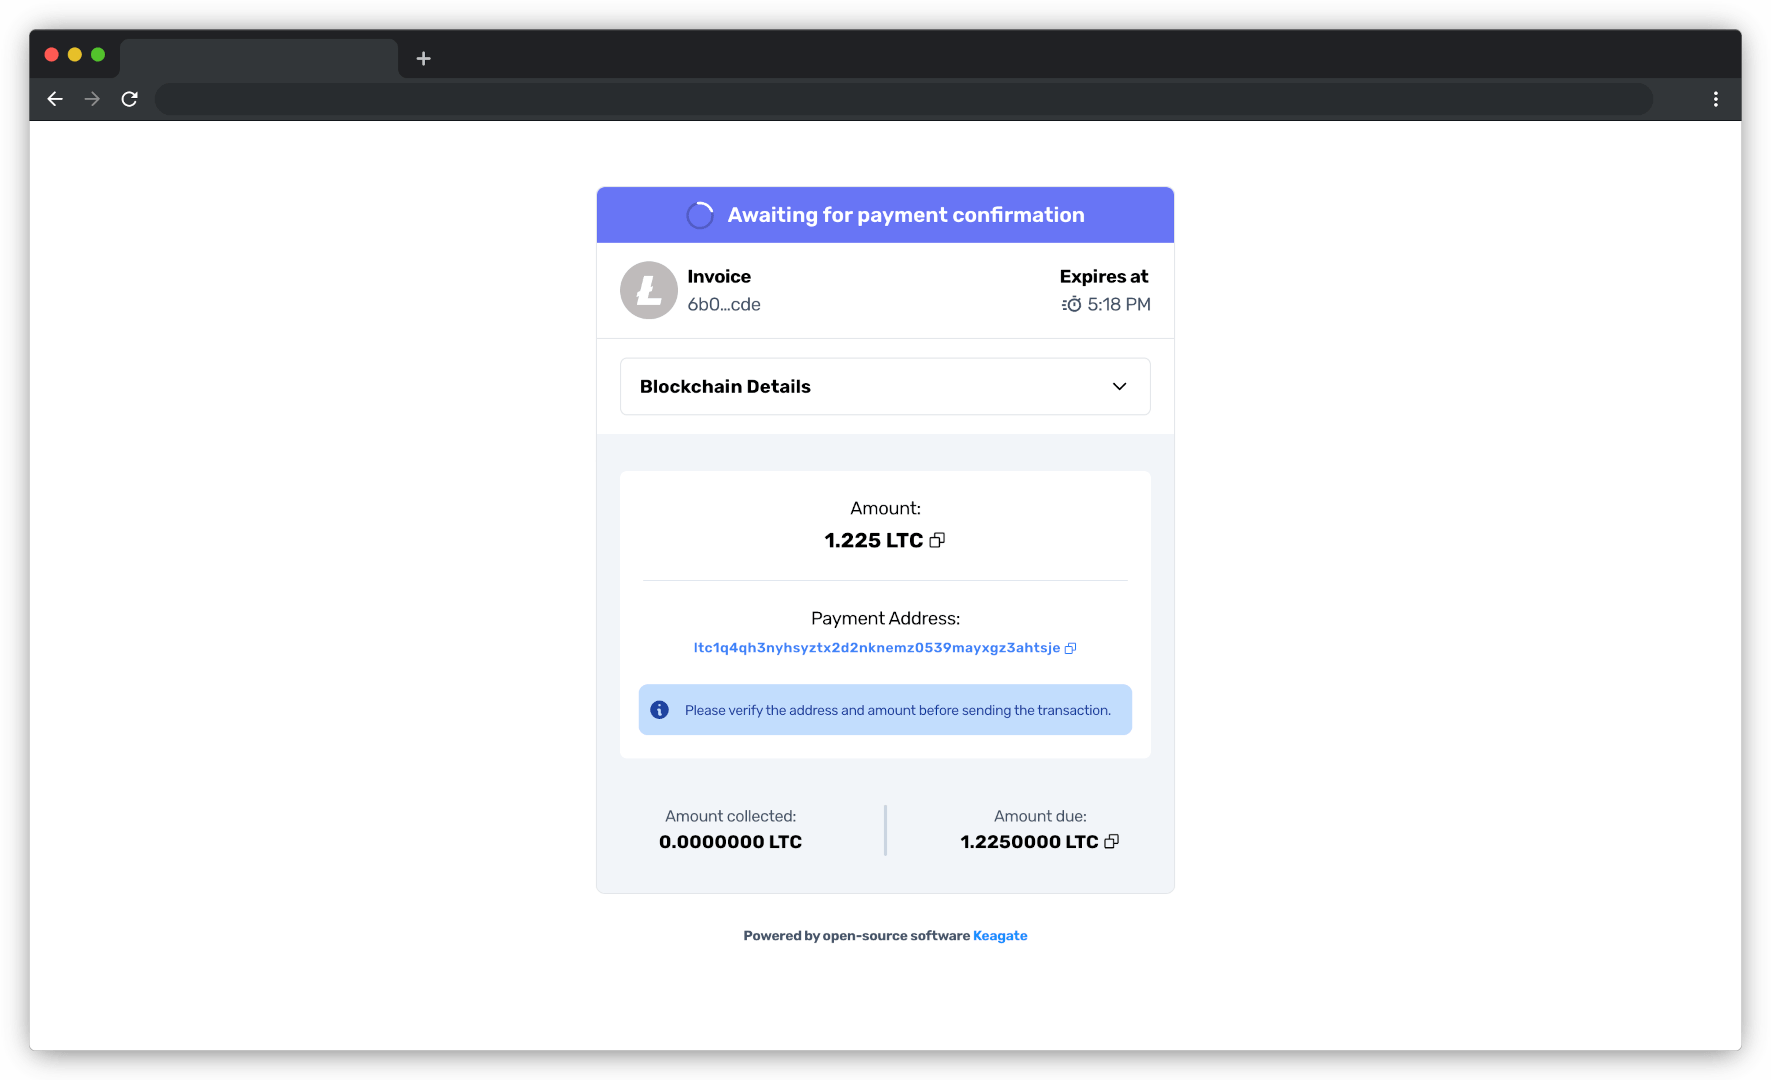 Awaiting for payment confirmation
Invoice
6b0...cde
Expires at
5:18 PM
Blockchain Details
Amount:
1.225 LTC
Payment Address:
ltc1q4qh3nyhsyztx2d2nknemz0539mayxgz3ahtsje
Please verify the address and amount before sending the transaction.
Amount collected:
0.0000000 LTC
Amount due:
1.2250000 LTC
Powered by open-source software Keagate